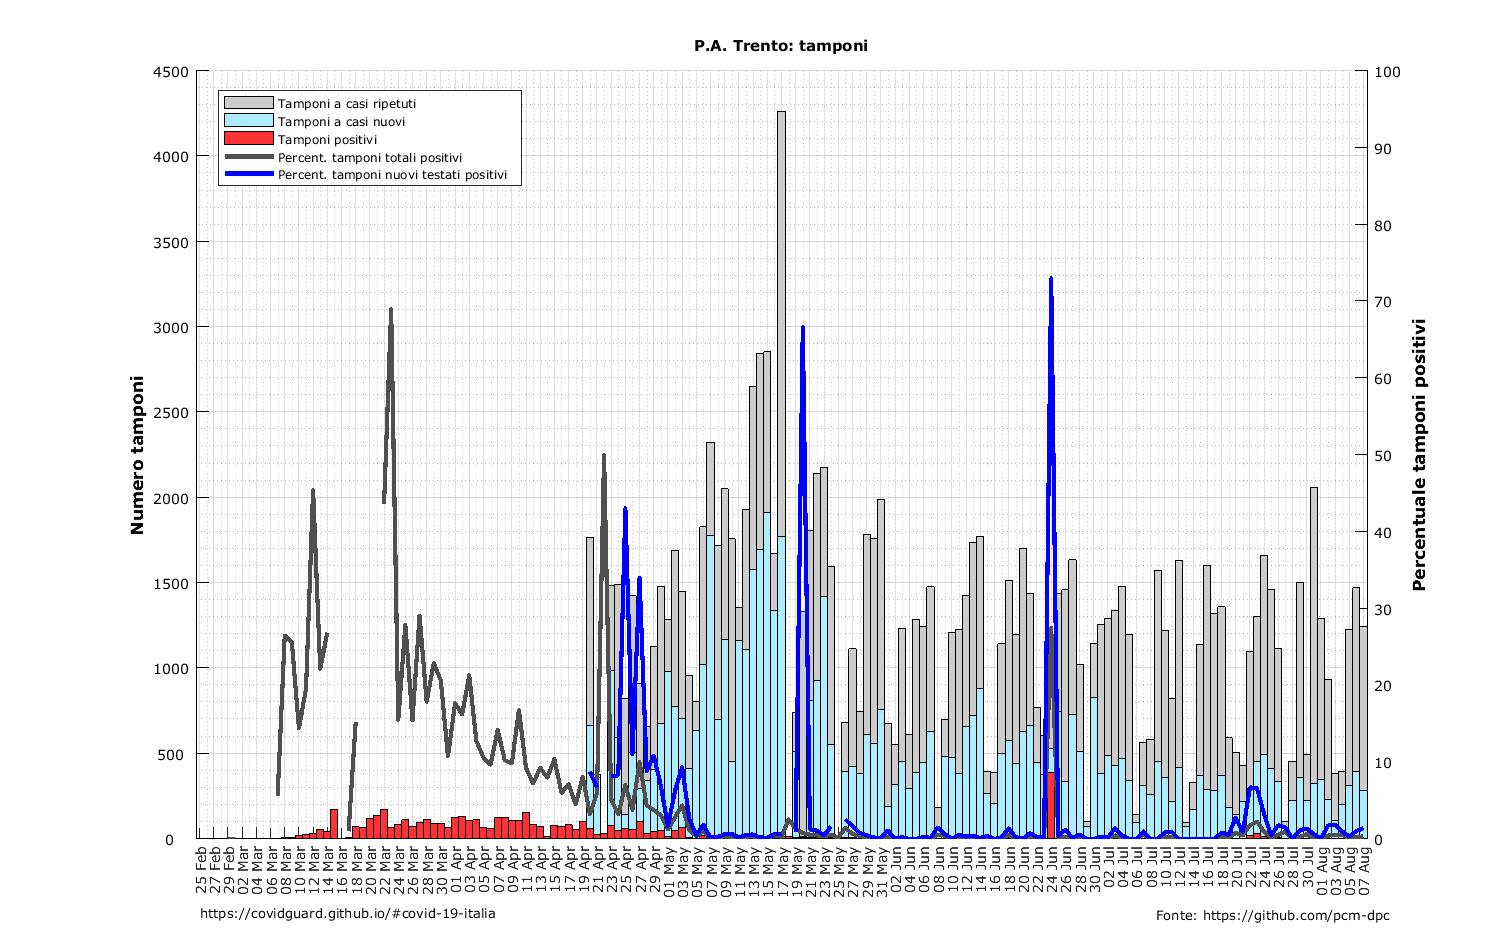 P.A. Trento: tamponi
4500
4000
3500
3000
2500
2000
1500
1000
500
0
Numero tamponi
Tamponi a casi ripetuti
Tamponi a casi nuovi
Tamponi positivi
Percent. tamponi totali positivi
Percent. tamponi nuovi testati positivi
100
90
80
70
60
50
40
30
20
10
0
Percentuale tamponi positivi
25 Feb
27 Feb
29 Feb
02 Mar
04 Mar
06 Mar
08 Mar
10 Mar
12 Mar
14 Mar
16 Mar
18 Mar
20 Mar
22 Mar
24 Mar
26 Mar
28 Mar
30 Mar
01 Apr
03 Apr
05 Apr
07 Apr
09 Apr
11 Apr
13 Apr
15 Apr
17 Apr
19 Apr
21 Apr
23 Apr
25 Apr
27 Apr
29 Apr
01 May
03 May
05 May
07 May
09 May
11 May
13 May
15 May
17 May
19 May
21 May
23 May
25 May
27 May
29 May
31 May
02 Jun
04 Jun
06 Jun
08 Jun
10 Jun
12 Jun
14 Jun
16 Jun
18 Jun
20 Jun
22 Jun
24 Jun
26 Jun
28 Jun
30 Jun
02 Jul
04 Jul
06 Jul
08 Jul
10 Jul
12 Jul
14 Jul
16 Jul
18 Jul
20 Jul
22 Jul
24 Jul
26 Jul
28 Jul
30 Jul
01 Aug
03 Aug
05 Aug
07 Aug
https://covidguard.github.io/#covid-19-italia
Fonte: https://github.com/pcm-dpc